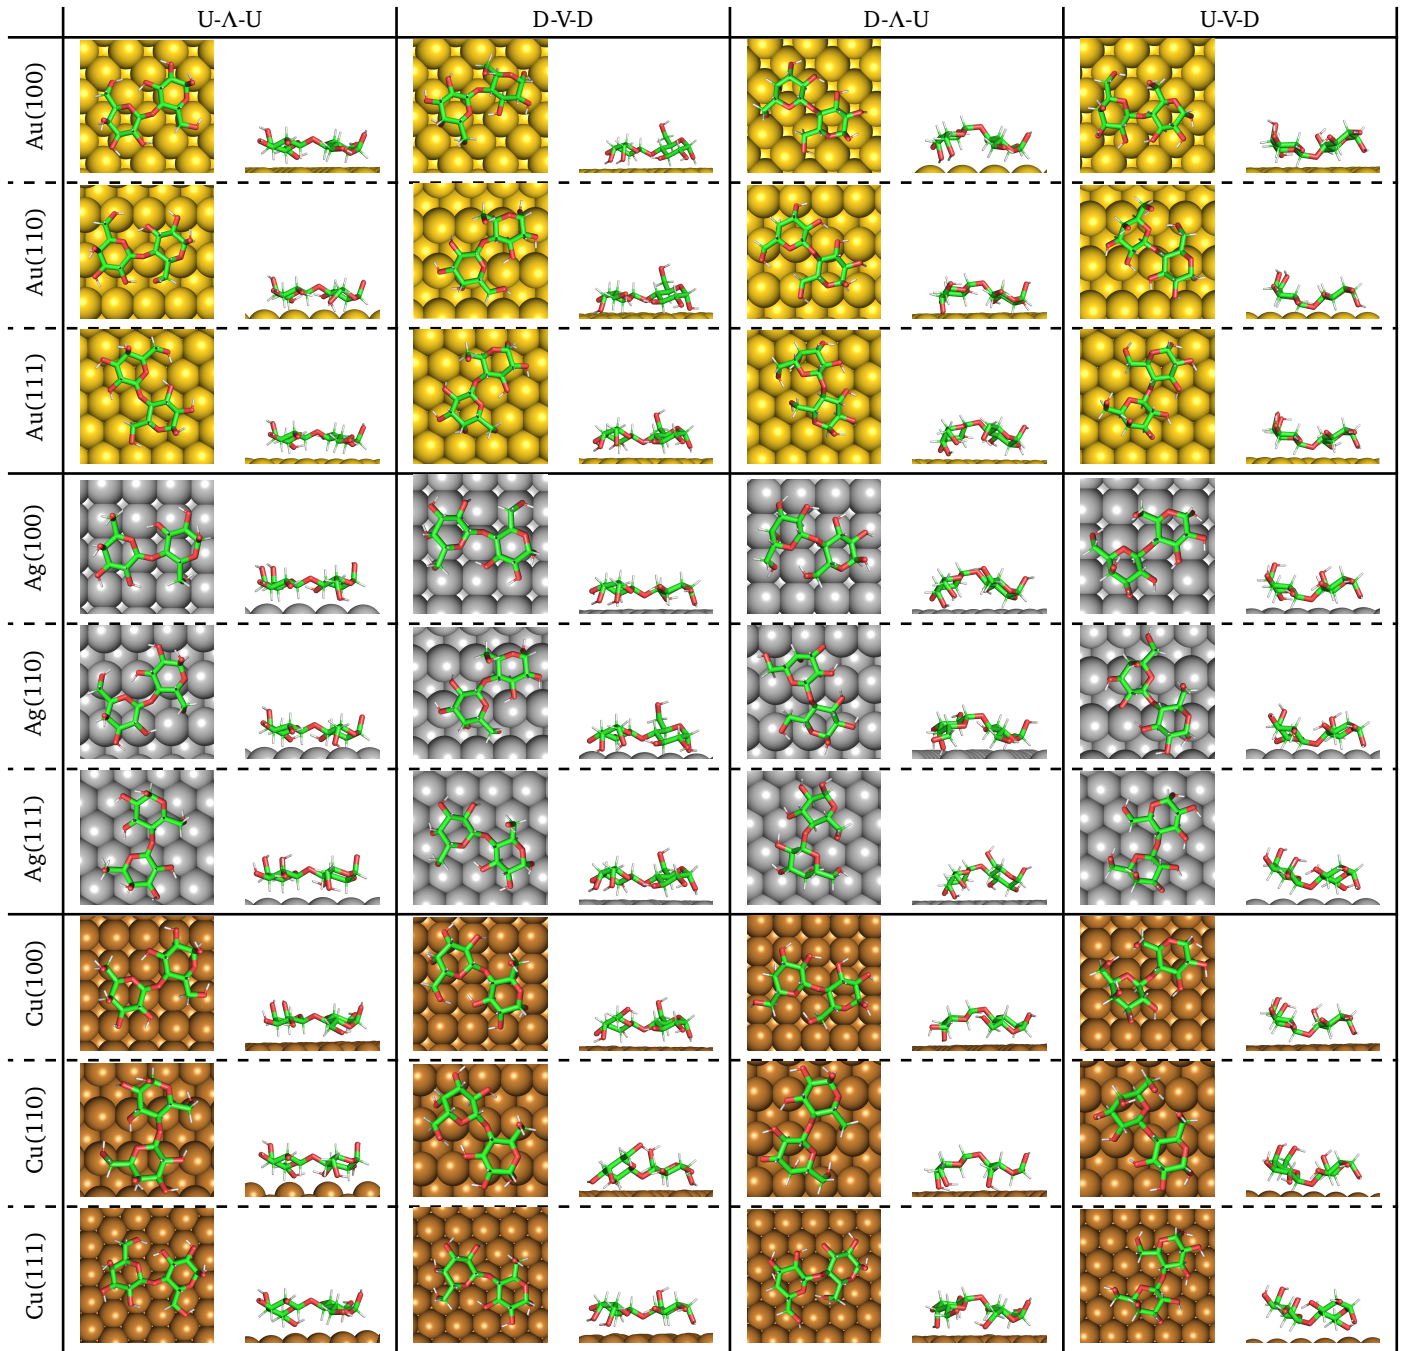 U-Λ-U D-V-D D-Λ-U U-V-D
Au(100)
Au(110)
Au(111)
Ag(100)
Ag(110)
Ag(111)
Cu(100)
Cu(110)
Cu(111)